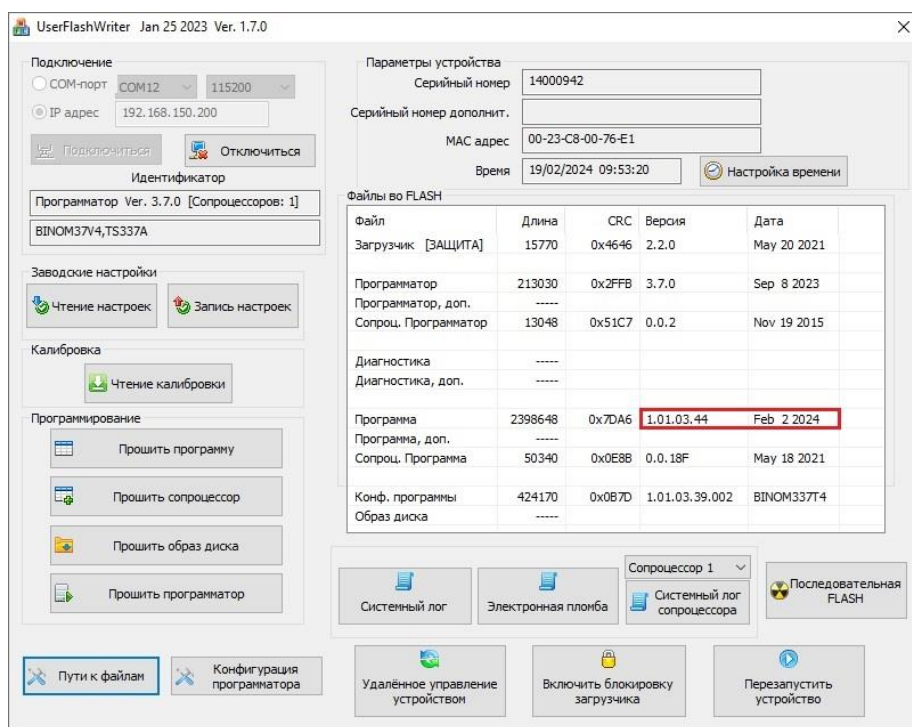 UserFlashWriter Jan 25 2023 Ver. 1.7.0
Подключение
COM-порт COM12 115200
IP адрес 192.168.150.200
Подключиться Отключиться
Идентификатор
Программатор Ver. 3.7.0 [Сопроцессоров: 1]
BINOM37V4,TS337A
Заводские настройки
Чтение настроек Запись настроек
Калибровка
Чтение калибровки
Программирование
Прошить программу
Прошить сопроцессор
Прошить образ диска
Прошить программатор
Пути к файлам
Конфигурация
программатора
Параметры устройства
Серийный номер 14000942
Серийный номер дополнит.
MAC адрес 00-23-C8-00-76-E1
Время 19/02/2024 09:53:20 Настройка времени
Файлы во FLASH
Файл Длина CRC Версия Дата
Загрузчик [ЗАЩИТА] 15770 0x4646 2.2.0 May 20 2021
Программатор 213030 0x2FFB 3.7.0 Sep 8 2023
Программатор, доп. -----
Сопроц. Программатор 13048 0x51C7 0.0.2 Nov 19 2015
Диагностика -----
Диагностика, доп. -----
Программа 2398648 0x7DA6 1.01.03.44 Feb 2 2024
Программа, доп. -----
Сопроц. Программа 50340 0x0E8B 0.0.18F May 18 2021
Конф. программы 424170 0x0B7D 1.01.03.39.002 BINOM337T4
Образ диска -----
Системный лог
Электронная пломба
Сопроцессор 1
Системный лог
сопроцессора
Последовательная
FLASH
Удалённое управление
устройством
Включить блокировку
загрузчика
Перезапустить
устройство